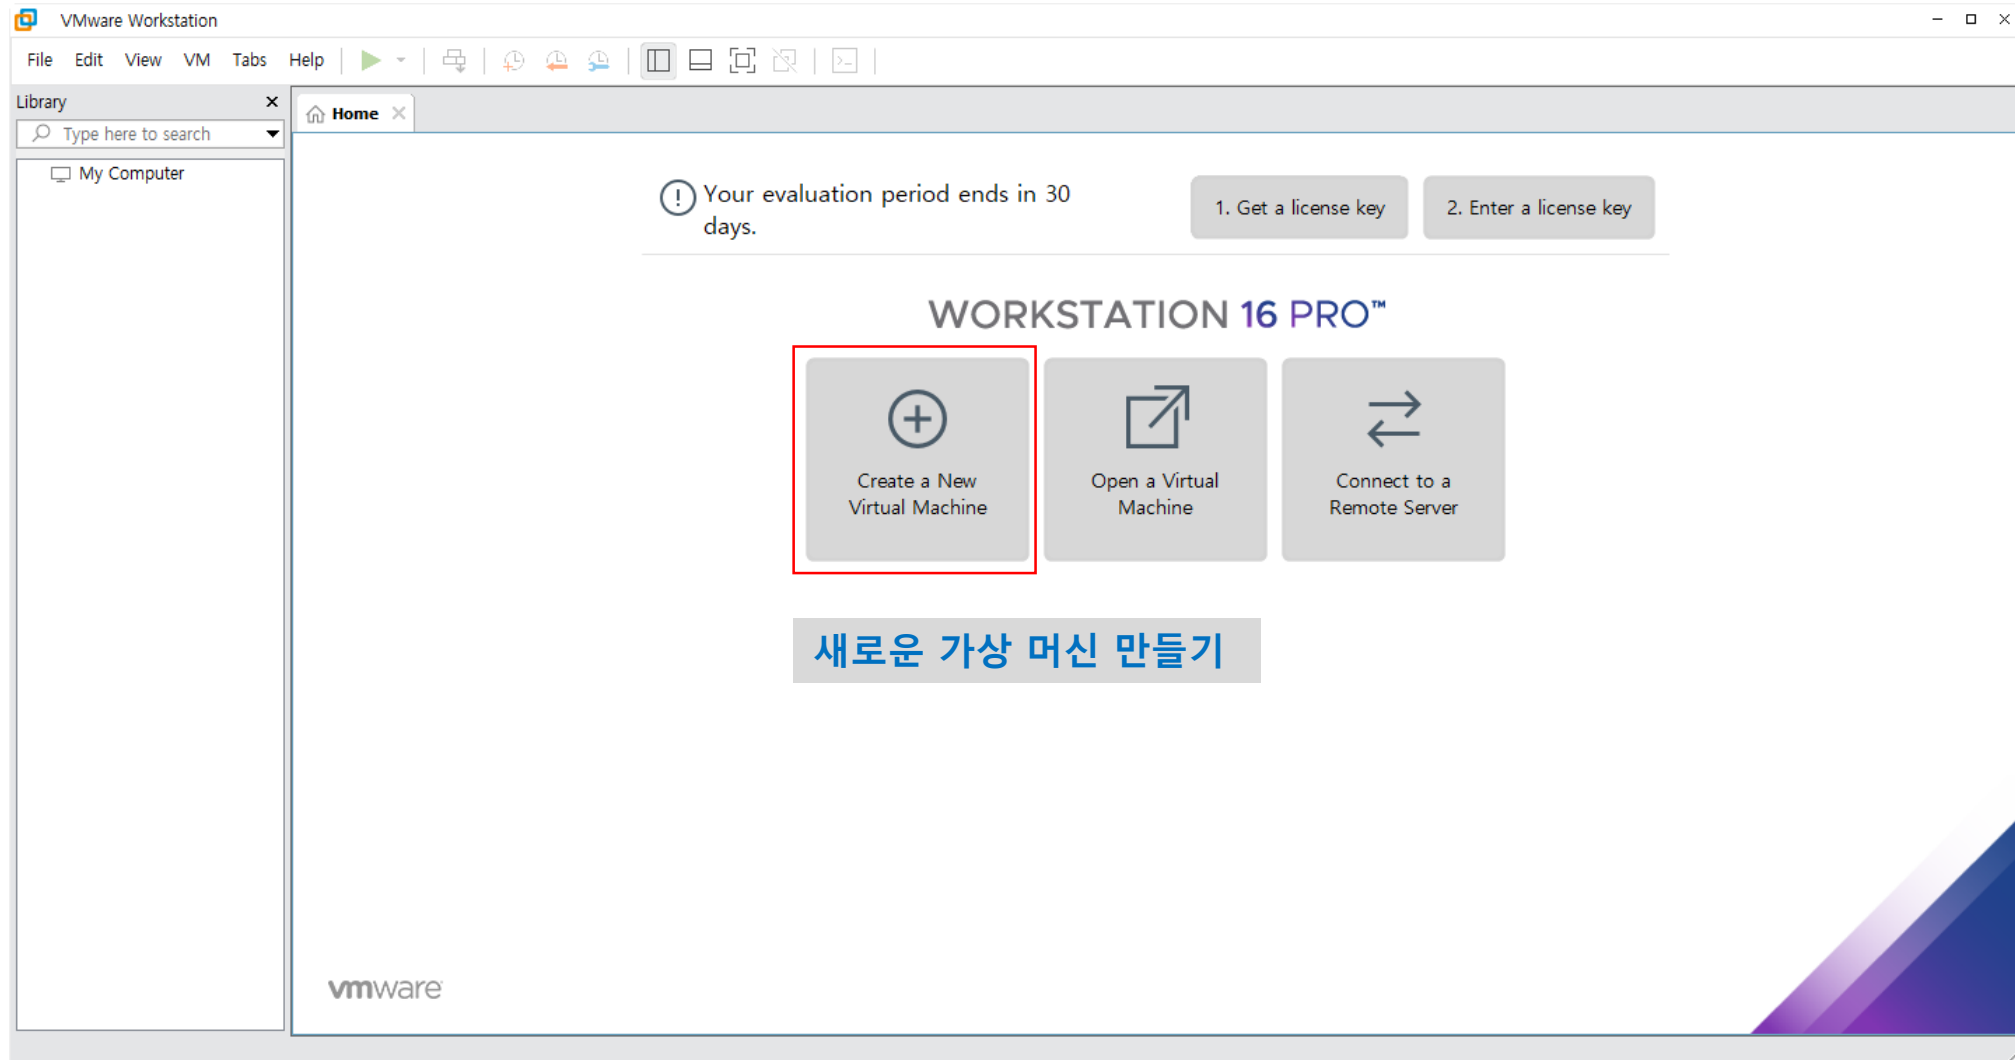 VMware Workstation
File Edit View VM Tabs Help
Library
Home
Type here to search
My Computer
Your evaluation period ends in 30
days.
1. Get a license key
2. Enter a license key
WORKSTATION 16 PRO™
Create a New
Virtual Machine
Open a Virtual
Machine
Connect to a
Remote Server
새로운 가상 머신 만들기
vmware